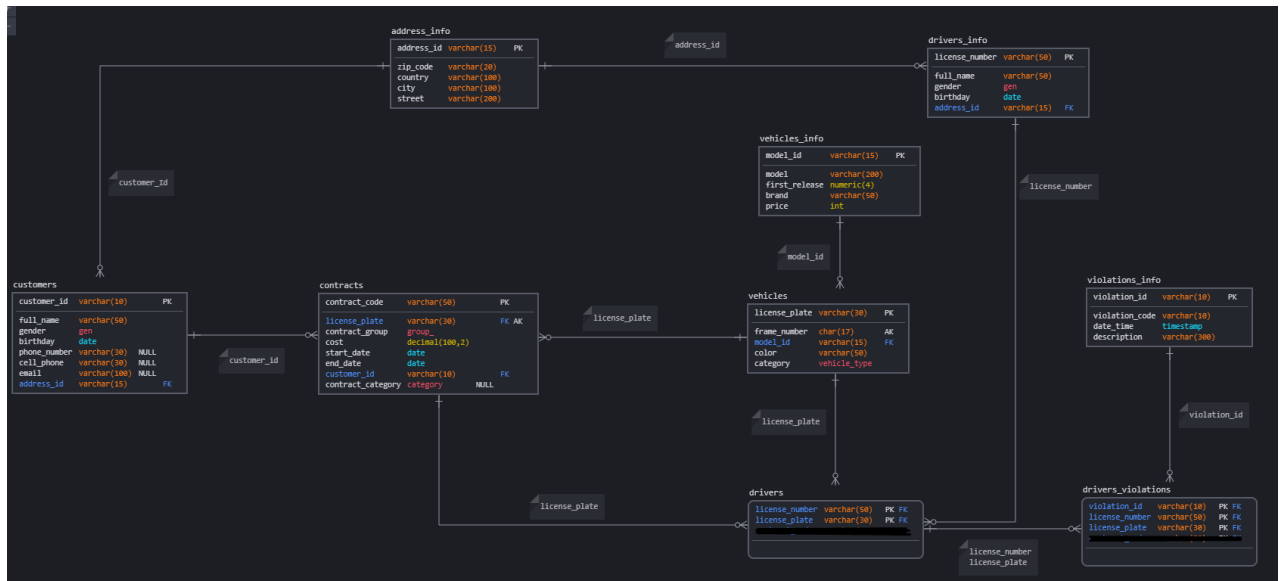 address_info
address_id varchar(15) PK
zip_code varchar(20)
country varchar(100)
city varchar(100)
street varchar(200)
address_id
drivers_info
license_number varchar(50) PK
full_name varchar(50)
gender gen
birthday date
address_id varchar(15) FK
vehicles_info
model_id varchar(15) PK
model varchar(200)
first_release numeric(4)
brand varchar(50)
price int
customer_Id
license_number
model_id
customers
customer_id varchar(10) PK
full_name varchar(50)
gender gen
birthday date
phone_number varchar(30) NULL
cell_phone varchar(30) NULL
email varchar(100) NULL
address_id varchar(15) FK
customer_id
contracts
contract_code varchar(50) PK
license_plate varchar(30) FK AK
contract_group group_
cost decimal(100,2)
start_date date
end_date date
customer_id varchar(10) FK
contract_category category NULL
license_plate
vehicles
license_plate varchar(30) PK
frame_number char(17) AK
model_id varchar(15) FK
color varchar(50)
category vehicle_type
violations_info
violation_id varchar(10) PK
violation_code varchar(10)
date_time timestamp
description varchar(300)
license_plate
violation_id
license_plate
drivers
license_number varchar(50) PK FK
license_plate varchar(30) PK FK
drivers_violations
violation_id varchar(10) PK FK
license_number varchar(50) PK FK
license_plate varchar(30) PK FK
license_number
license_plate